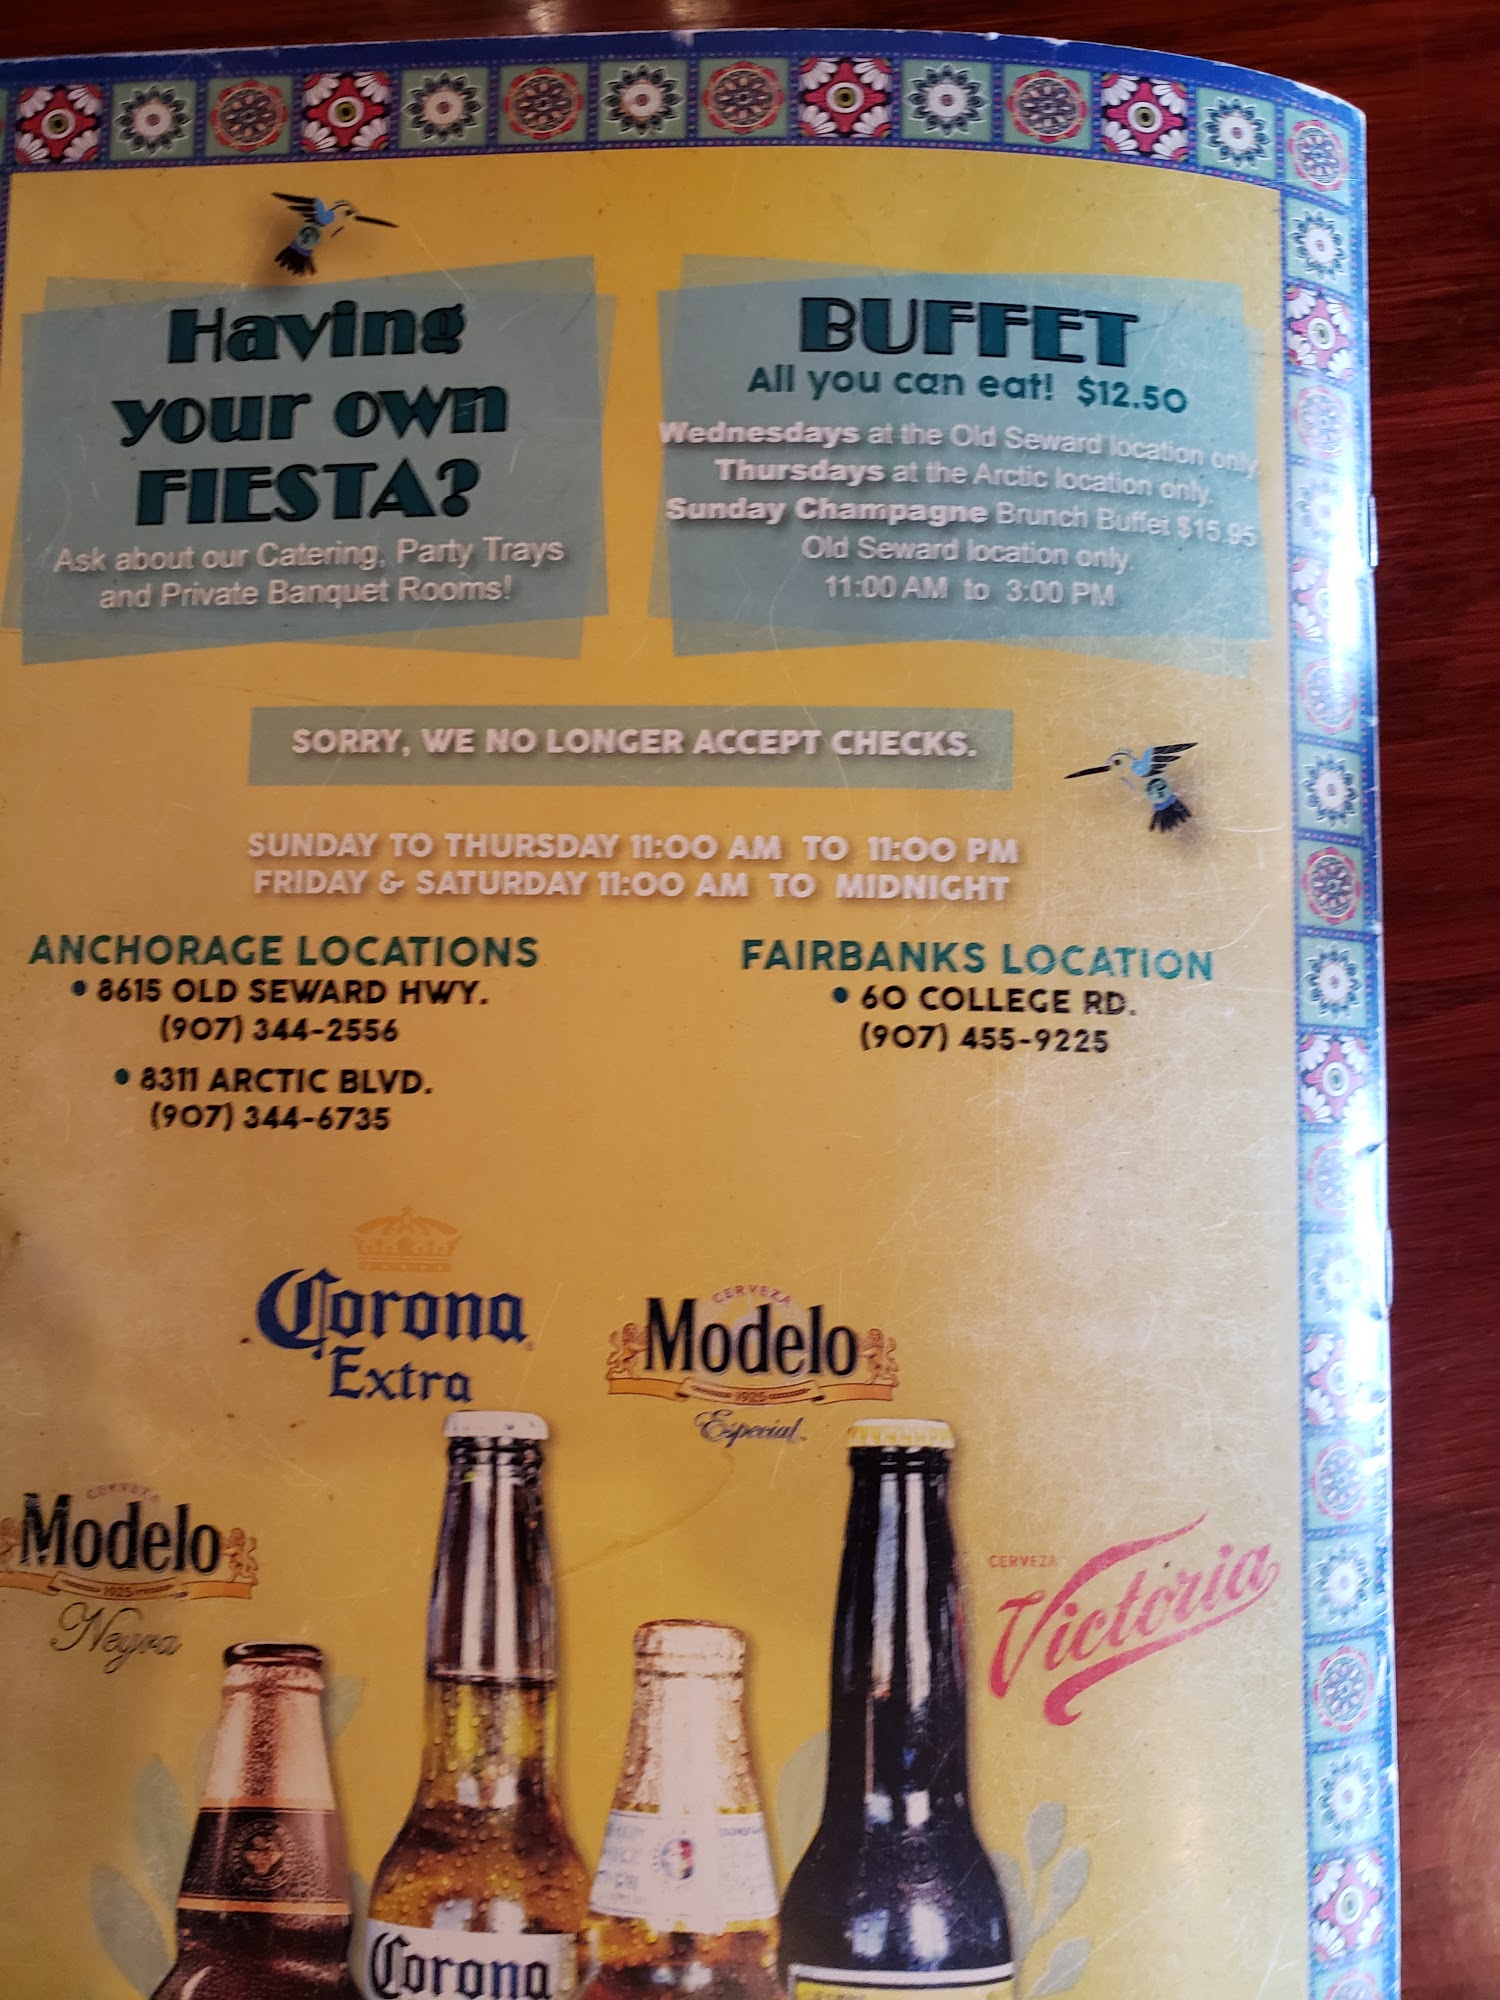 Having
your own
FIESTA?
Ask about our Catering, Party Trays
and Private Banquet Rooms!
BUFFET
All you can eat! $12.50
Wednesdays at the Old Seward location only.
Thursdays at the Arctic location only.
Sunday Champagne Brunch Buffet $15.95
Old Seward location only.
11:00 AM to 3:00 PM
SORRY, WE NO LONGER ACCEPT CHECKS.
SUNDAY TO THURSDAY 11:00 AM TO 11:00 PM
FRIDAY & SATURDAY 11:00 AM TO MIDNIGHT
ANCHORAGE LOCATIONS
• 8615 OLD SEWARD HWY.
(907) 344-2556
• 8311 ARCTIC BLVD.
(907) 344-6735
FAIRBANKS LOCATION
• 60 COLLEGE RD.
(907) 455-9225
Corona
Extra
CERVEZA
Modelo
1925
Especial
CERVEZA
Modelo
1925
Negra
CERVEZA
Victoria
Corona